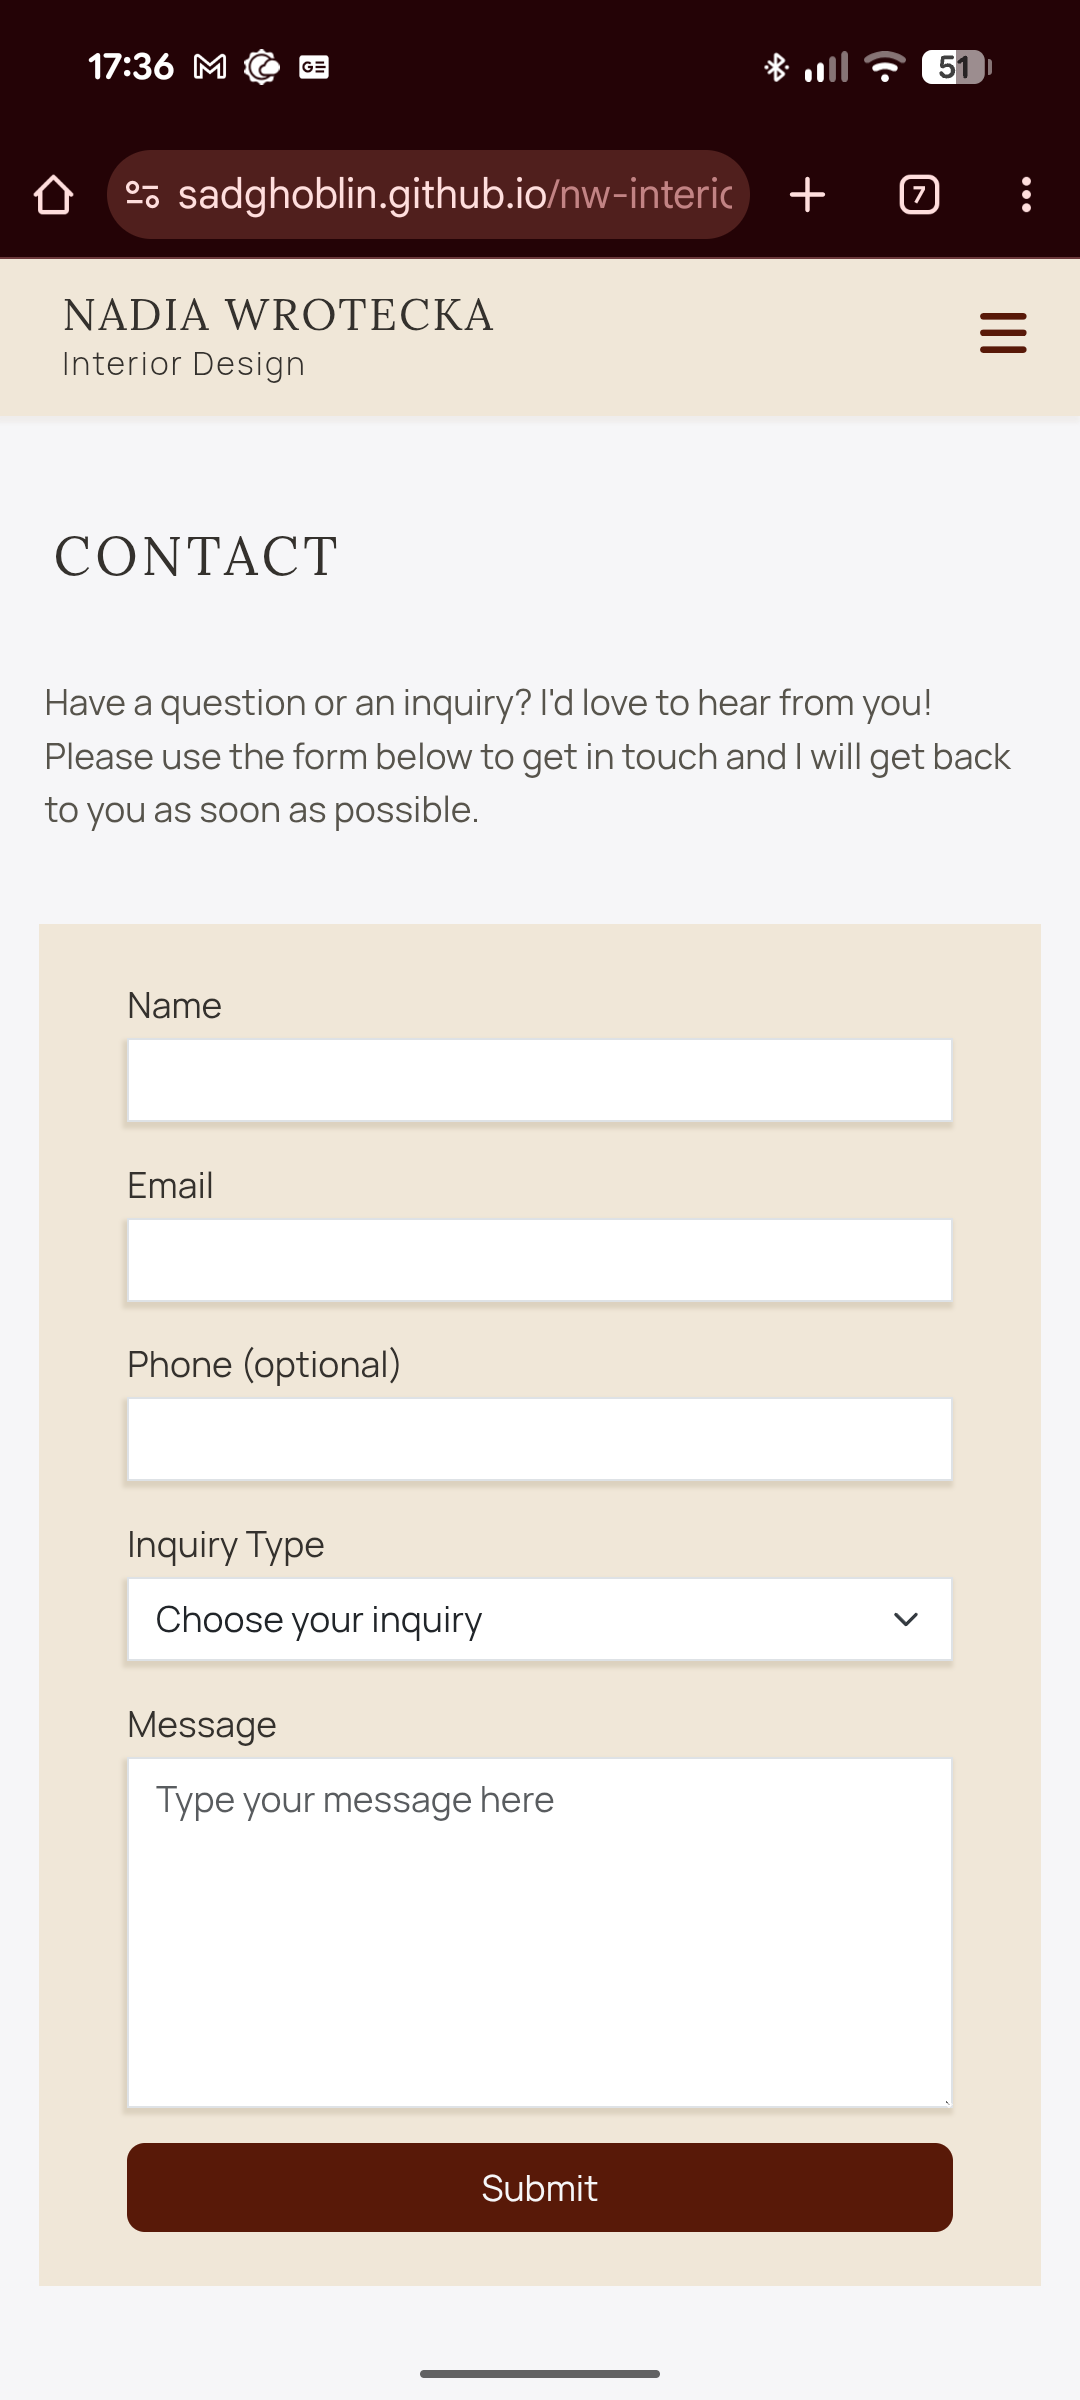 17:36
51
sadghoblin.github.io/nw-interio
7
NADIA WROTECKA
Interior Design
CONTACT
Have a question or an inquiry? I'd love to hear from you!
Please use the form below to get in touch and I will get back
to you as soon as possible.
Name
Email
Phone (optional)
Inquiry Type
Choose your inquiry
Message
Type your message here
Submit